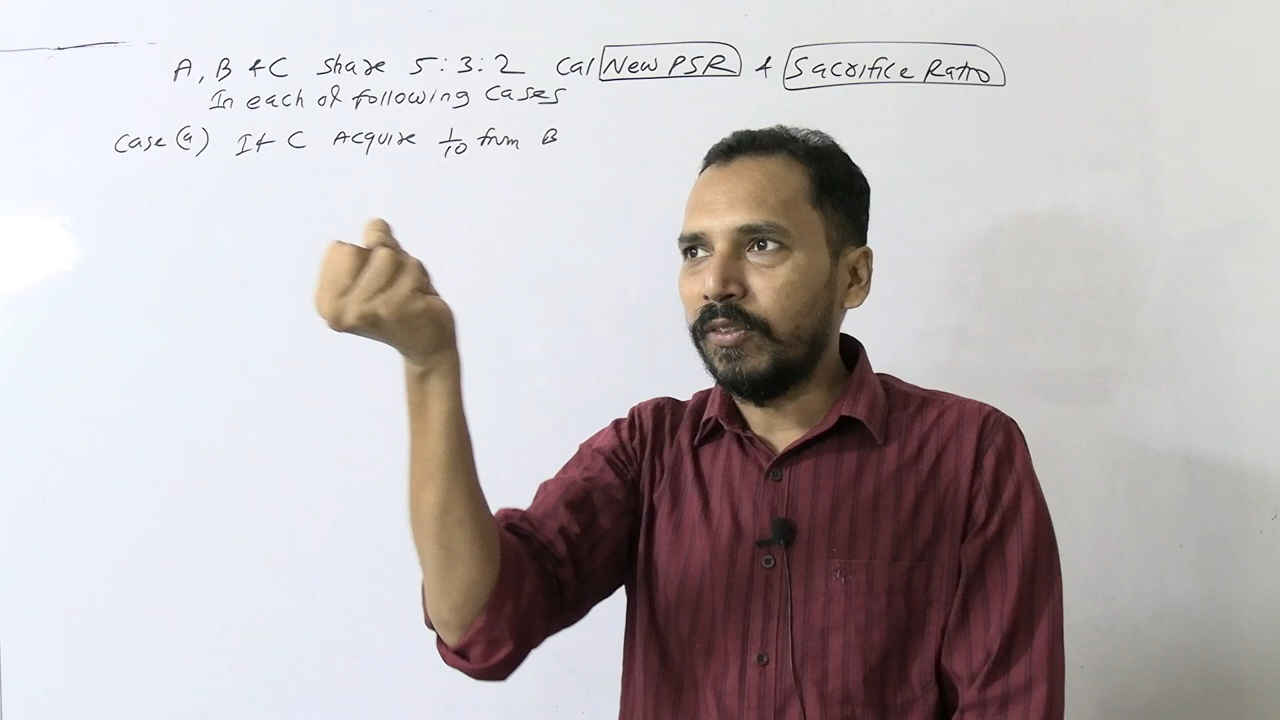 A, B & C Share 5:3:2 Cal New PSR & Sacrifice Ratio
In each of following Cases
Case (a) If C Acquire 1/10 from B